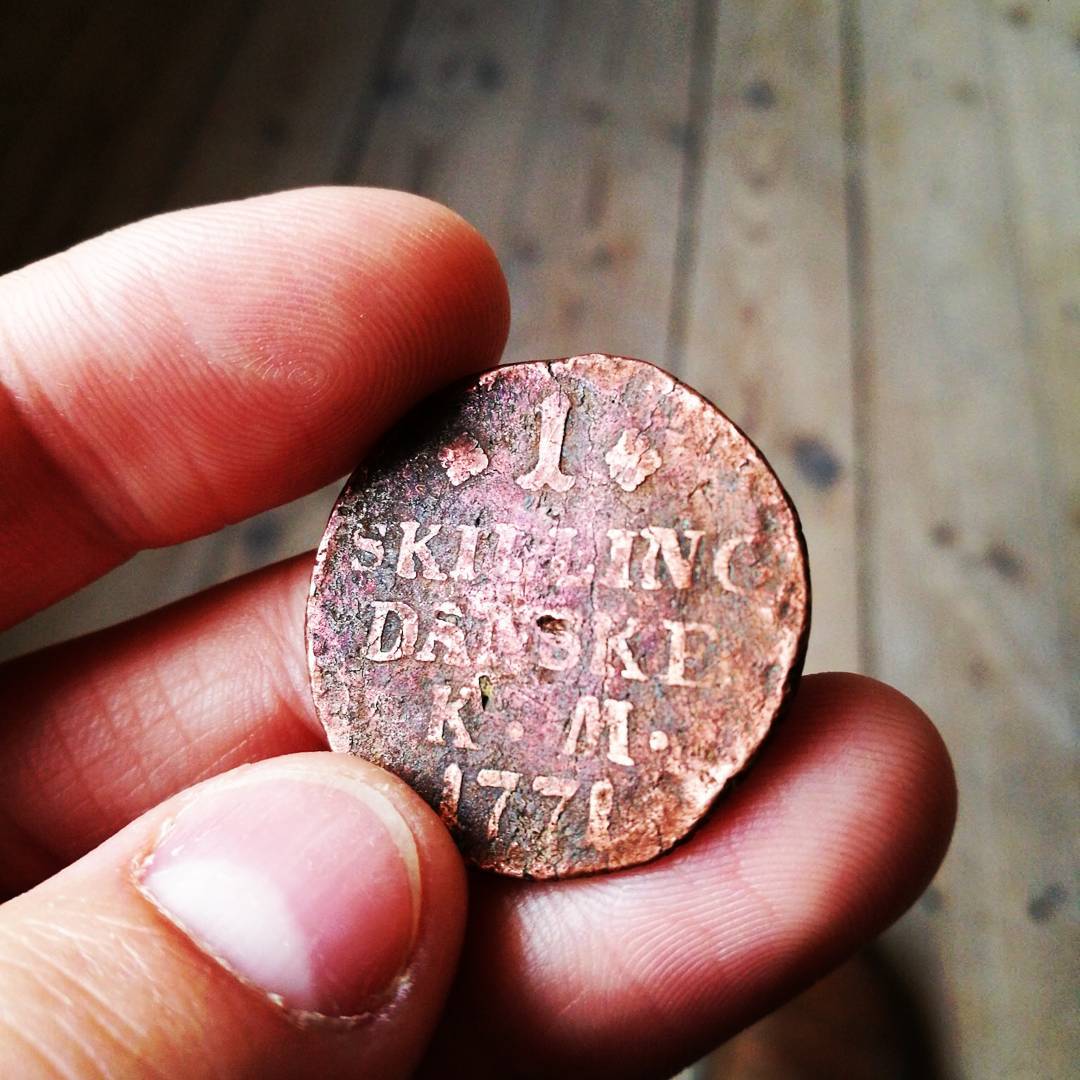 1
SKILLING
DANSKE
K. M.
1771